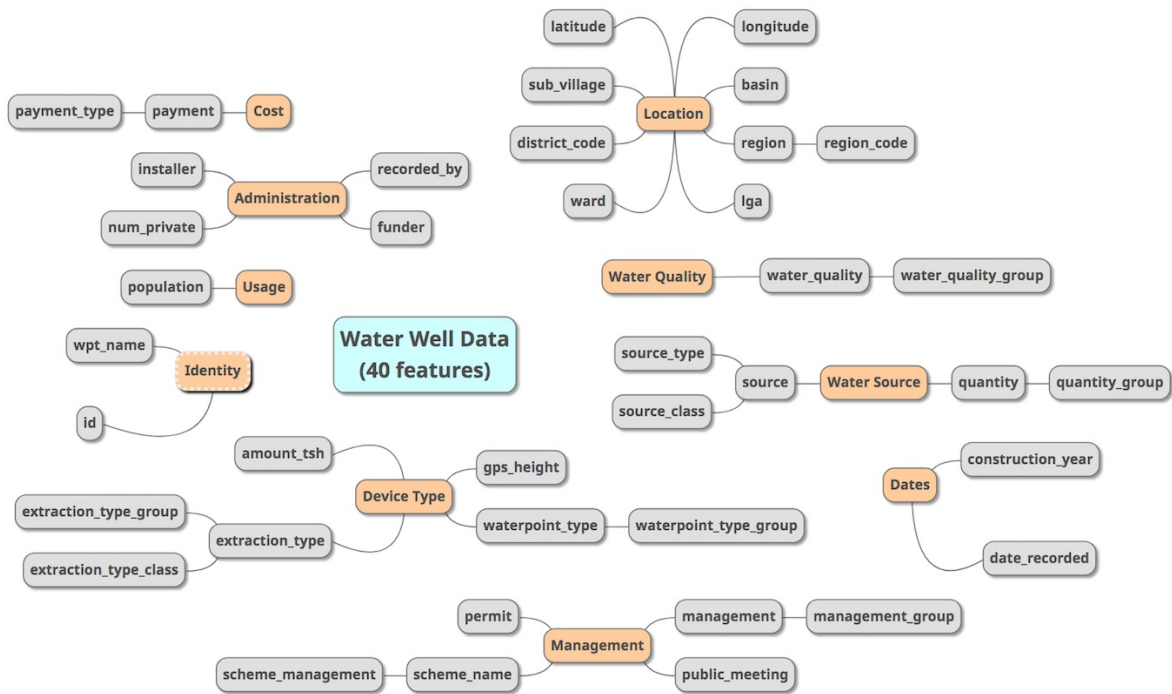 latitude
longitude
sub_village
basin
Location
district_code
region
region_code
ward
lga
payment_type
payment
Cost
installer
recorded_by
Administration
num_private
funder
population
Usage
Water Quality
water_quality
water_quality_group
wpt_name
Identity
id
Water Well Data
(40 features)
source_type
source
source_class
Water Source
quantity
quantity_group
amount_tsh
gps_height
Device Type
extraction_type_group
extraction_type
extraction_type_class
waterpoint_type
waterpoint_type_group
construction_year
Dates
date_recorded
permit
management
management_group
Management
scheme_management
scheme_name
public_meeting